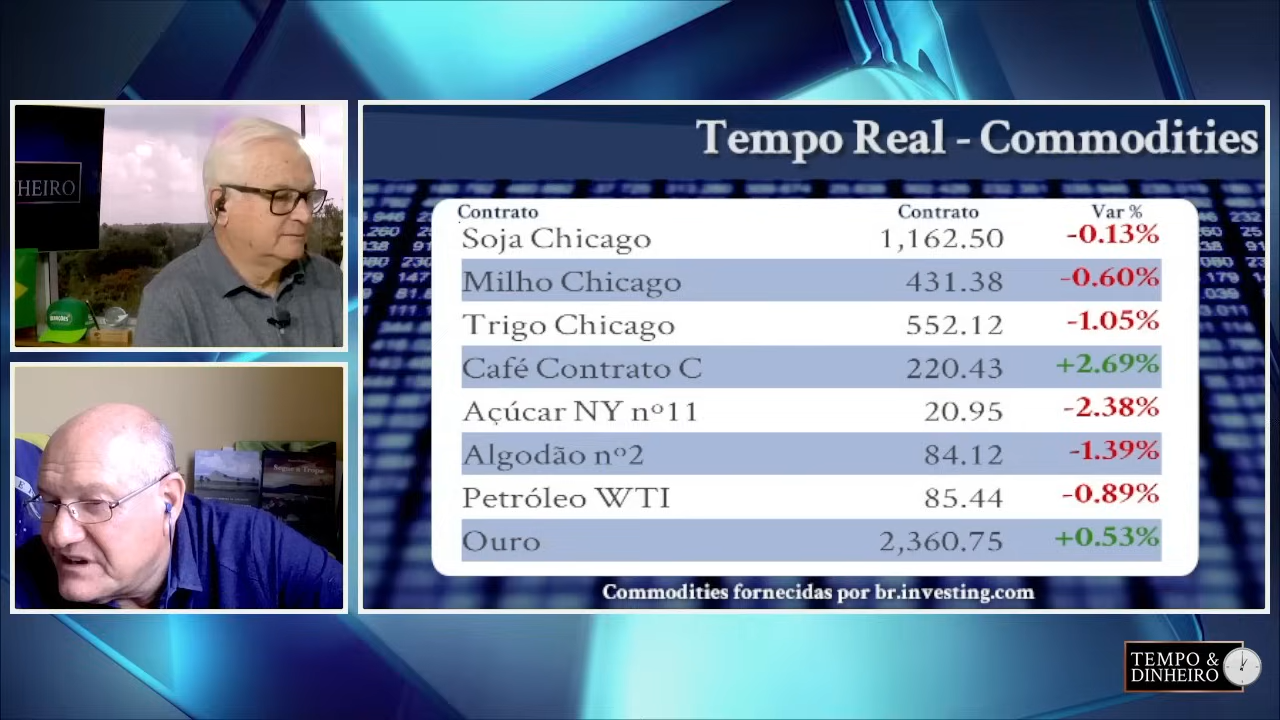 HEIRO
Segue a Tropa
Tempo Real - Commodities
Contrato Contrato Var %
Soja Chicago 1,162.50 -0.13%
Milho Chicago 431.38 -0.60%
Trigo Chicago 552.12 -1.05%
Café Contrato C 220.43 +2.69%
Açúcar NY nº11 20.95 -2.38%
Algodão nº2 84.12 -1.39%
Petróleo WTI 85.44 -0.89%
Ouro 2,360.75 +0.53%
Commodities fornecidas por br.investing.com
TEMPO &
DINHEIRO